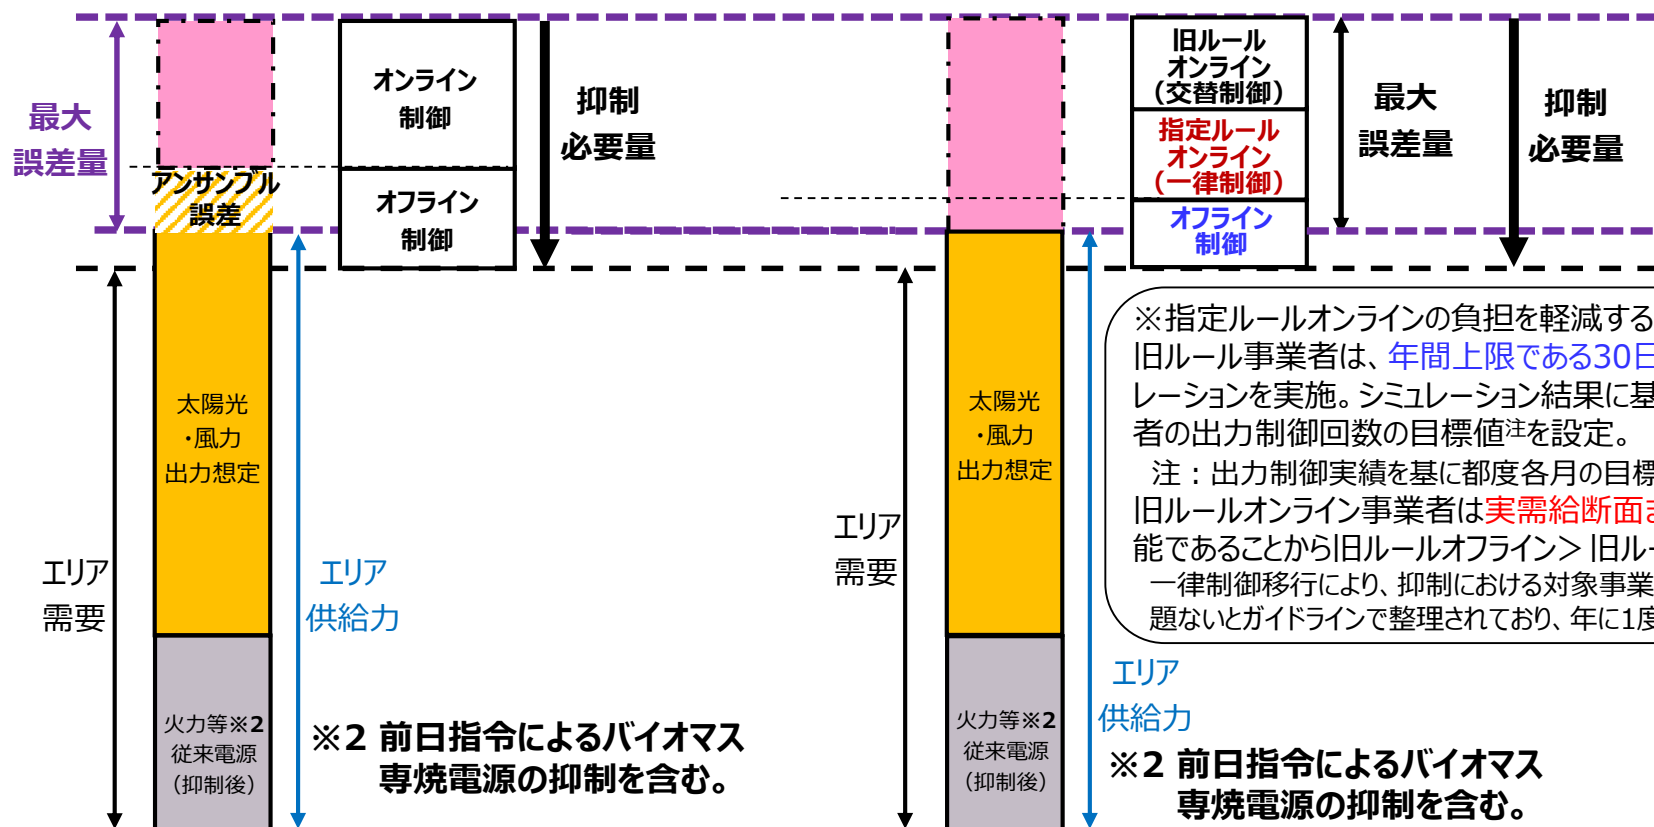 最大
誤差量
アンサンブル
誤差
オンライン
制御
オフライン
制御
抑制
必要量
太陽光
・風力
出力想定
エリア
需要
エリア
供給力
火力等※2
従来電源
（抑制後）
※2 前日指令によるバイオマス
専焼電源の抑制を含む。
旧ルール
オンライン
（交替制御）
指定ルール
オンライン
（一律制御）
オフライン
制御
最大
誤差量
抑制
必要量
太陽光
・風力
出力想定
エリア
需要
エリア
供給力
火力等※2
従来電源
（抑制後）
※指定ルールオンラインの負担を軽減する
旧ルール事業者は、年間上限である30日
レーションを実施。シミュレーション結果に基
者の出力制御回数の目標値注を設定。
注：出力制御実績を基に都度各月の目標
旧ルールオンライン事業者は実需給断面ま
能であることから旧ルールオフライン＞旧ルー
一律制御移行により、抑制における対象事業
題ないとガイドラインで整理されており、年に1度
※2 前日指令によるバイオマス
専焼電源の抑制を含む。